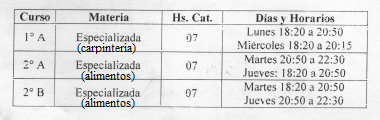 Curso Materia Hs. Cat. Días y Horarios
1° A Especializada (carpinteria) 07 Lunes 18:20 a 20:50
Miércoles 18:20 a 20:15
2° A Especializada (alimentos) 07 Martes 20:50 a 22:30
Jueves: 18:20 a 20:50
2° B Especializada (alimentos) 07 Martes 18:20 a 20:50
Jueves 20:50 a 22:30